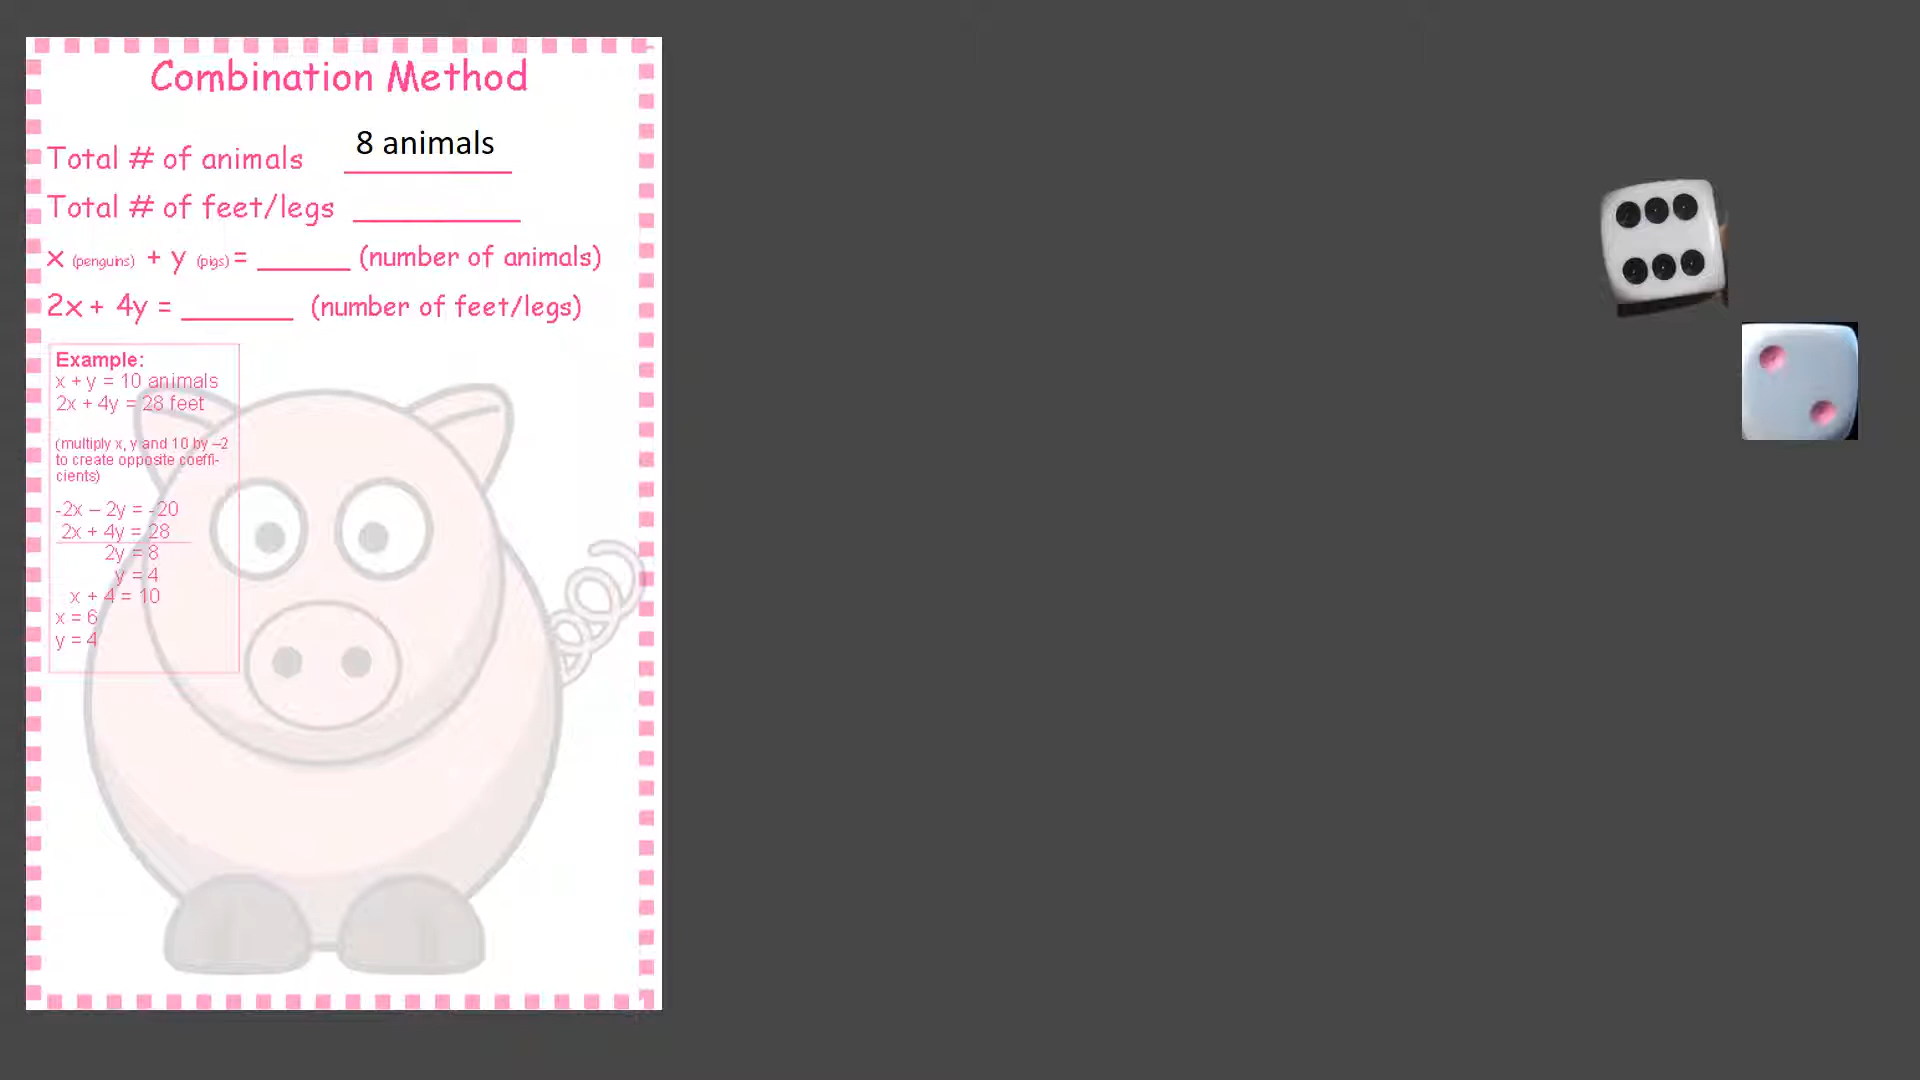 Combination Method
Total # of animals 8 animals
Total # of feet/legs
x (penguins) + y (pigs) = ______ (number of animals)
2x + 4y = _______ (number of feet/legs)
Example:
x + y = 10 animals
2x + 4y = 28 feet
(multiply x, y and 10 by –2
to create opposite coeffi-
cients)
-2x – 2y = -20
2x + 4y = 28
2y = 8
y = 4
x + 4 = 10
x = 6
y = 4